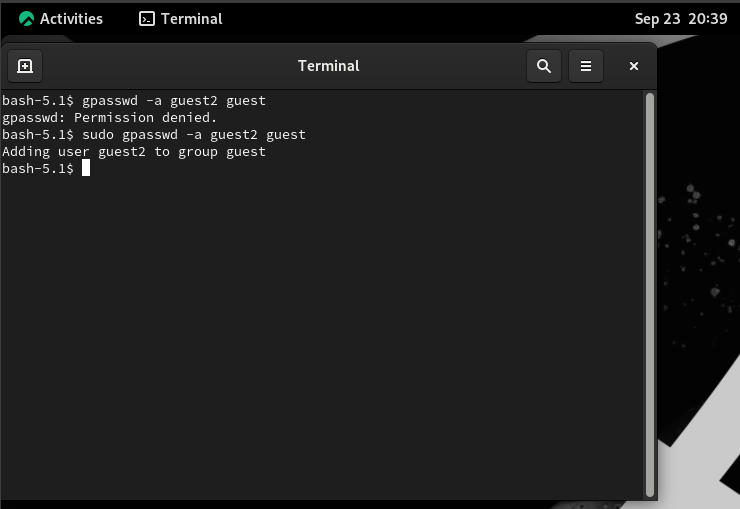 Activities
Terminal
Sep 23 20:39
Terminal
bash-5.1$ gpasswd -a guest2 guest
gpasswd: Permission denied.
bash-5.1$ sudo gpasswd -a guest2 guest
Adding user guest2 to group guest
bash-5.1$